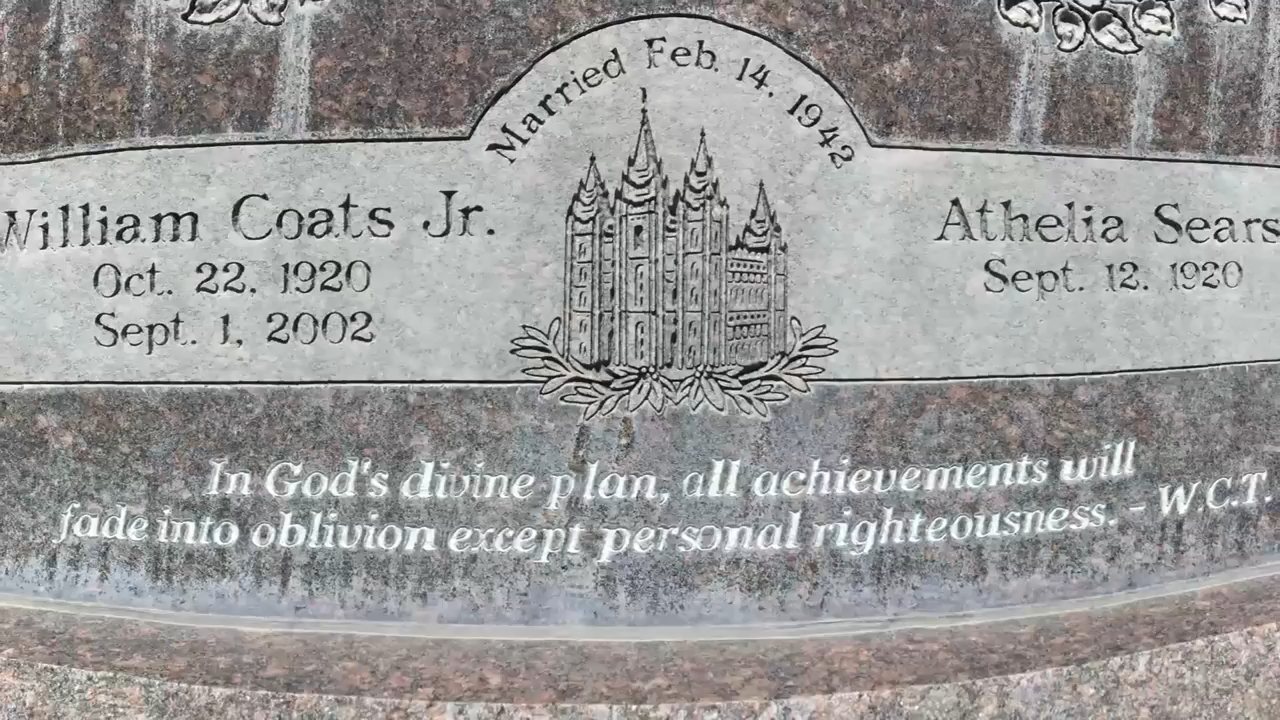 Married Feb. 14, 1942
William Coats Jr.
Oct. 22, 1920
Sept. 1, 2002
Athelia Sears
Sept. 12, 1920
In God's divine plan, all achievements will
fade into oblivion except personal righteousness. - W.C.T.